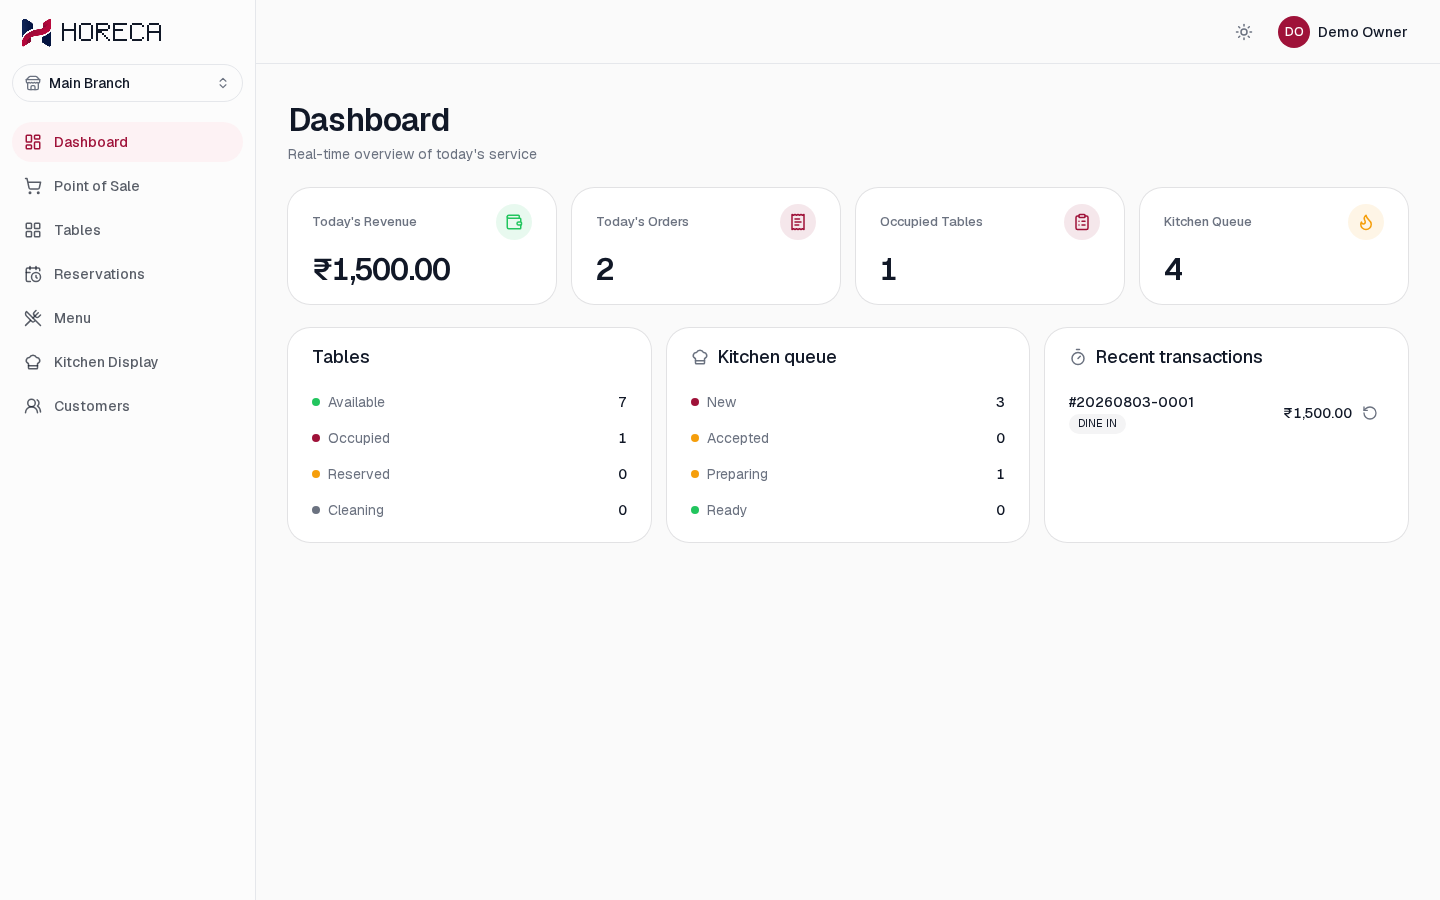 HORECA
Main Branch
Dashboard
Point of Sale
Tables
Reservations
Menu
Kitchen Display
Customers
DO
Demo Owner
Dashboard
Real-time overview of today's service
Today's Revenue
₹1,500.00
Today's Orders
2
Occupied Tables
1
Kitchen Queue
4
Tables
Available 7
Occupied 1
Reserved 0
Cleaning 0
Kitchen queue
New 3
Accepted 0
Preparing 1
Ready 0
Recent transactions
#20260803-0001
DINE IN
₹1,500.00